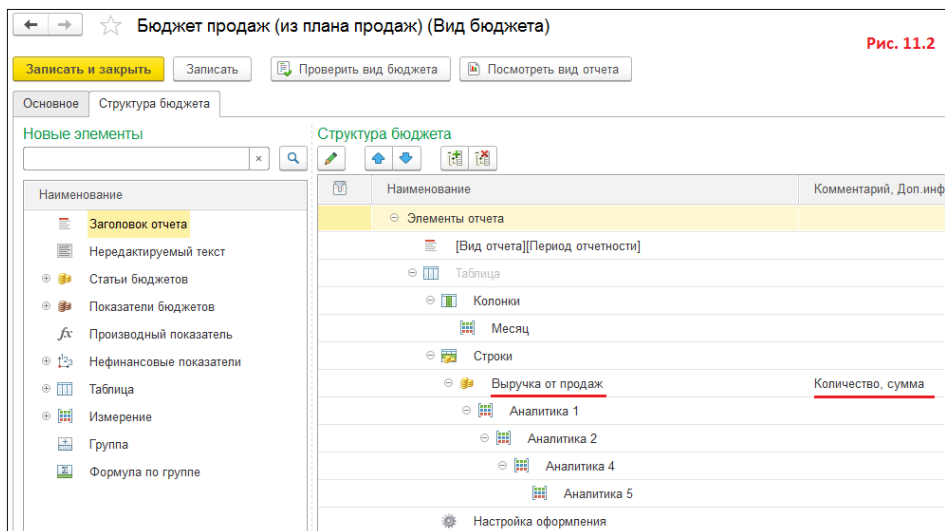 Бюджет продаж (из плана продаж) (Вид бюджета)
Рис. 11.2
Записать и закрыть Записать Проверить вид бюджета Посмотреть вид отчета
Основное Структура бюджета
Новые элементы
Наименование
Заголовок отчета
Нередактируемый текст
Статьи бюджетов
Показатели бюджетов
fx Производный показатель
Нефинансовые показатели
Таблица
Измерение
Группа
Формула по группе
Структура бюджета
Наименование Комментарий, Доп.инф
Элементы отчета
[Вид отчета][Период отчетности]
Таблица
Колонки
Месяц
Строки
Выручка от продаж Количество, сумма
Аналитика 1
Аналитика 2
Аналитика 4
Аналитика 5
Настройка оформления